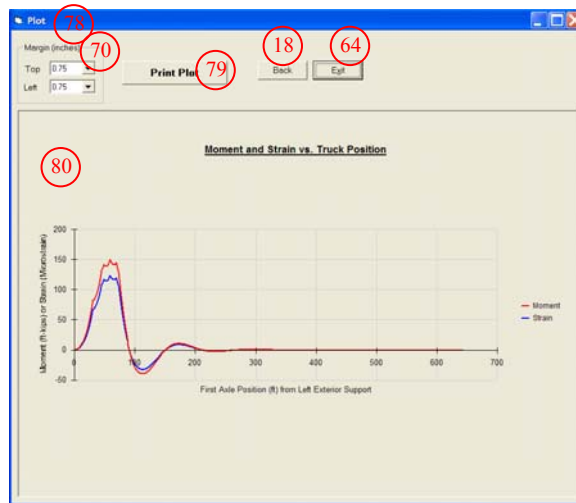 Plot
78
Margin (inches)
70
Top 0.75
Left 0.75
Print Plot
79
18
Back
64
Exit
80
Moment and Strain vs. Truck Position
Moment (ft-kips) or Strain (Microstrain)
200
150
100
50
0
-50
0 100 200 300 400 500 600 700
First Axle Position (ft) from Left Exterior Support
Moment
Strain